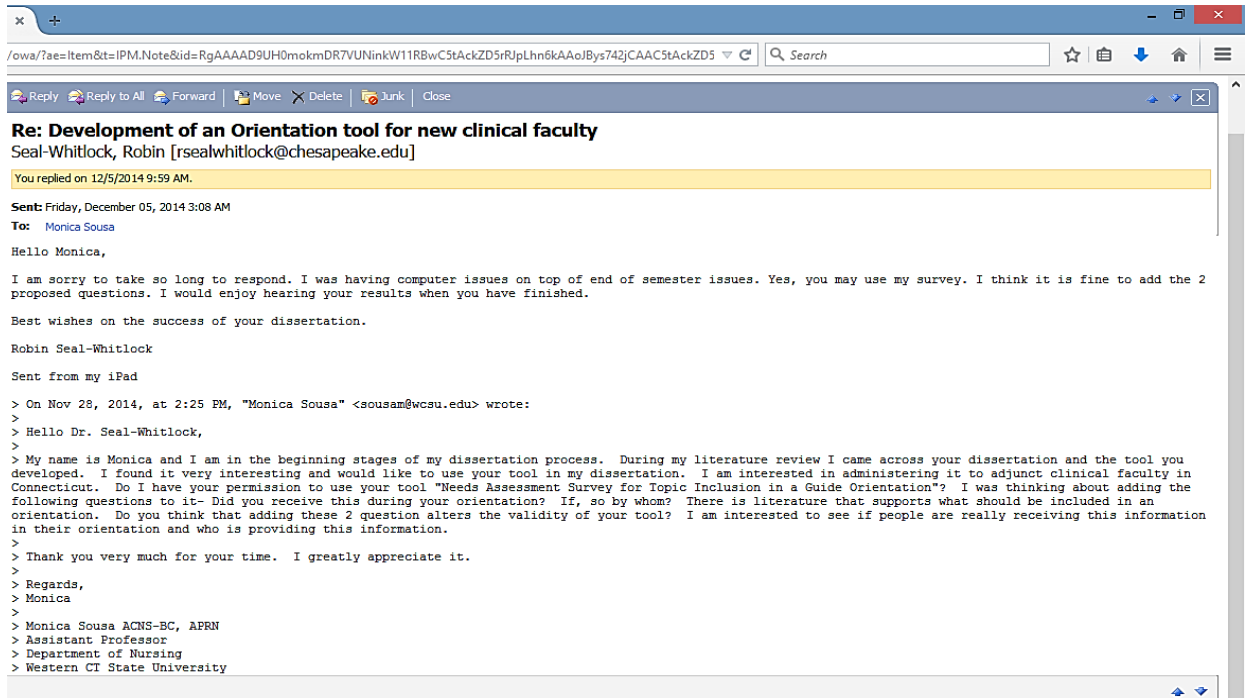 /owa/?ae=Item&t=IPM.Note&id=RgAAAAD9UH0mokmDR7VUNinkW11RBwC5tAckZD5rRJpLhn6kAAoJBys742jCAAC5tAckZD5
Search
Reply Reply to All Forward Move Delete Junk Close
Re: Development of an Orientation tool for new clinical faculty
Seal-Whitlock, Robin [rsealwhitlock@chesapeake.edu]
You replied on 12/5/2014 9:59 AM.
Sent: Friday, December 05, 2014 3:08 AM
To: Monica Sousa
Hello Monica,
I am sorry to take so long to respond. I was having computer issues on top of end of semester issues. Yes, you may use my survey. I think it is fine to add the 2
proposed questions. I would enjoy hearing your results when you have finished.
Best wishes on the success of your dissertation.
Robin Seal-Whitlock
Sent from my iPad
> On Nov 28, 2014, at 2:25 PM, "Monica Sousa" <sousam@wcsu.edu> wrote:
>
> Hello Dr. Seal-Whitlock,
>
> My name is Monica and I am in the beginning stages of my dissertation process.  During my literature review I came across your dissertation and the tool you
developed.  I found it very interesting and would like to use your tool in my dissertation.  I am interested in administering it to adjunct clinical faculty in
Connecticut.  Do I have your permission to use your tool "Needs Assessment Survey for Topic Inclusion in a Guide Orientation"?  I was thinking about adding the
following questions to it- Did you receive this during your orientation?  If, so by whom?  There is literature that supports what should be included in an
orientation.   Do you think that adding these 2 question alters the validity of your tool?  I am interested to see if people are really receiving this information
in their orientation and who is providing this information.
>
> Thank you very much for your time.  I greatly appreciate it.
>
> Regards,
> Monica
>
> Monica Sousa ACNS-BC, APRN
> Assistant Professor
> Department of Nursing
> Western CT State University